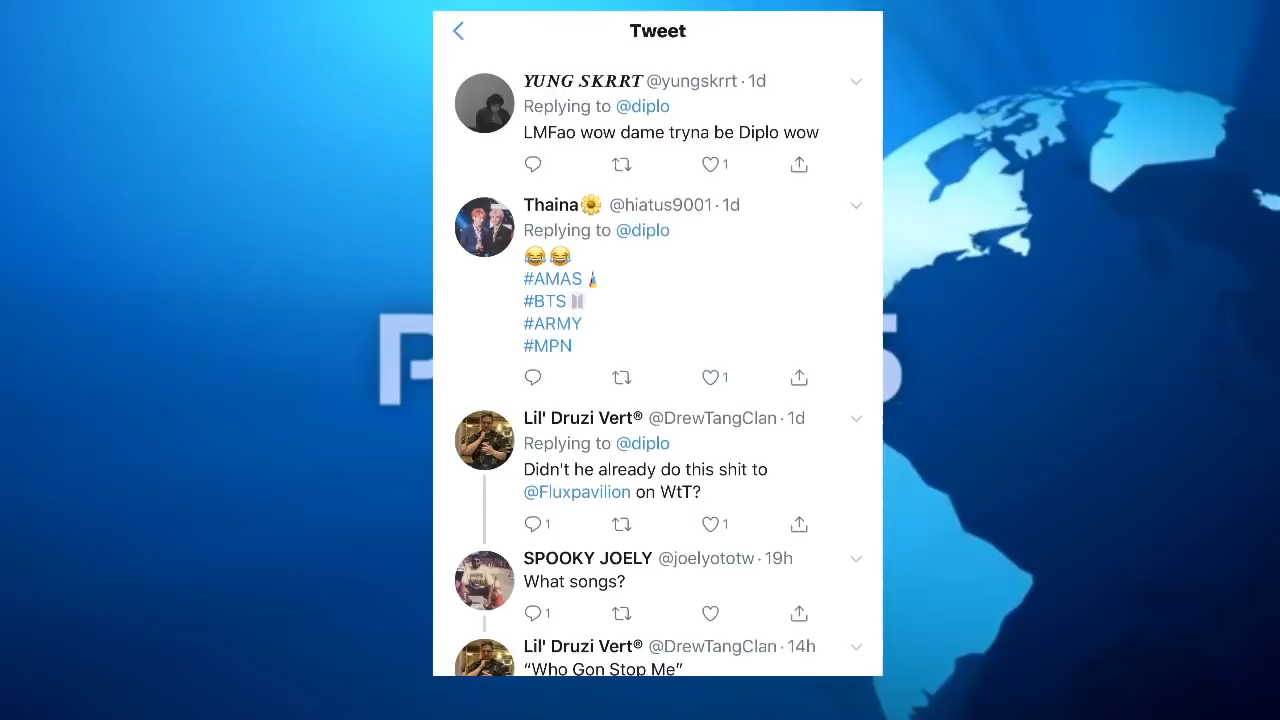 Tweet
YUNG SKRRT @yungskrrt · 1d
Replying to @diplo
LMFao wow dame tryna be Diplo wow
1
Thaina🌼 @hiatus9001 · 1d
Replying to @diplo
😂😂
#AMAS
#BTS
#ARMY
#MPN
1
Lil' Druzi Vert® @DrewTangClan · 1d
Replying to @diplo
Didn't he already do this shit to
@Fluxpavilion on WtT?
1 1
SPOOKY JOELY @joelyototw · 19h
What songs?
1
Lil' Druzi Vert® @DrewTangClan · 14h
“Who Gon Stop Me”